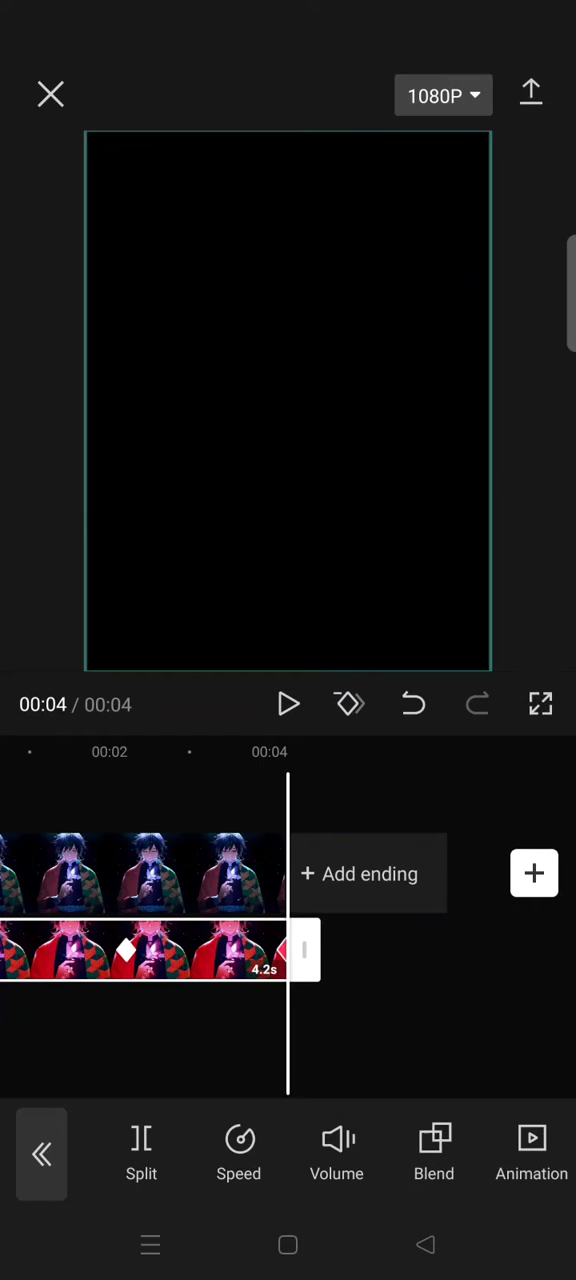 1080P
00:04 / 00:04
00:02
00:04
+ Add ending
4.2s
Split
Speed
Volume
Blend
Animation